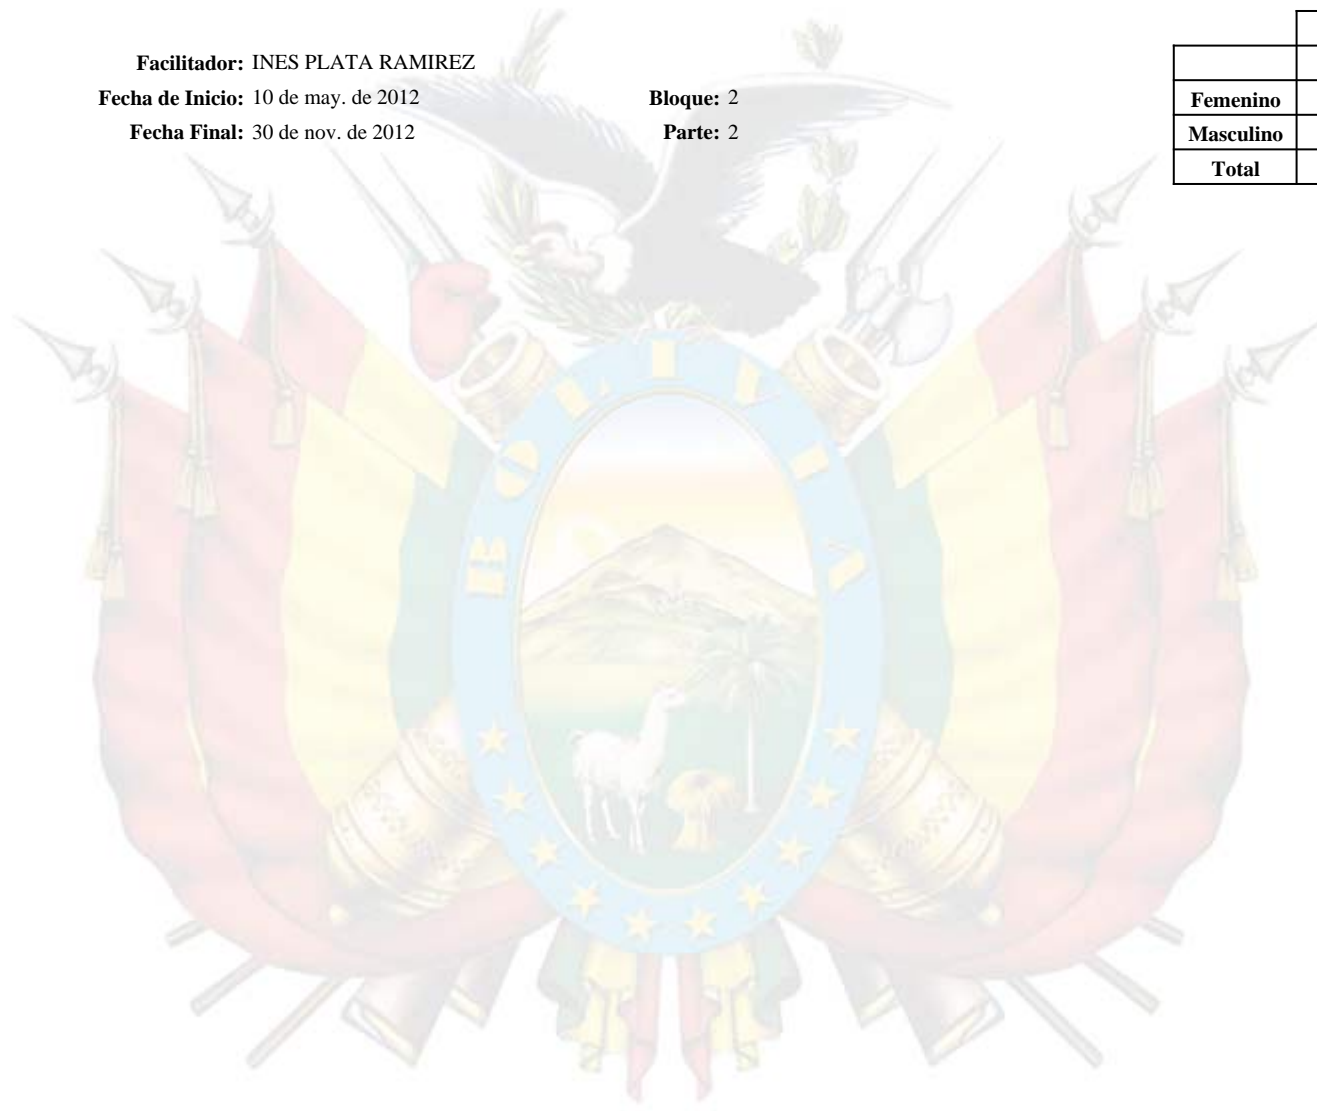 Facilitador: INES PLATA RAMIREZ
Fecha de Inicio: 10 de may. de 2012 Bloque: 2
Fecha Final: 30 de nov. de 2012 Parte: 2
Femenino
Masculino
Total
BOLIVIA